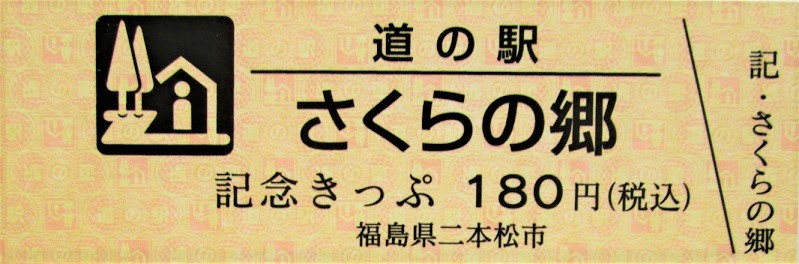 道の駅
さくらの郷
記念きっぷ 180円(税込)
福島県二本松市
記・さくらの郷